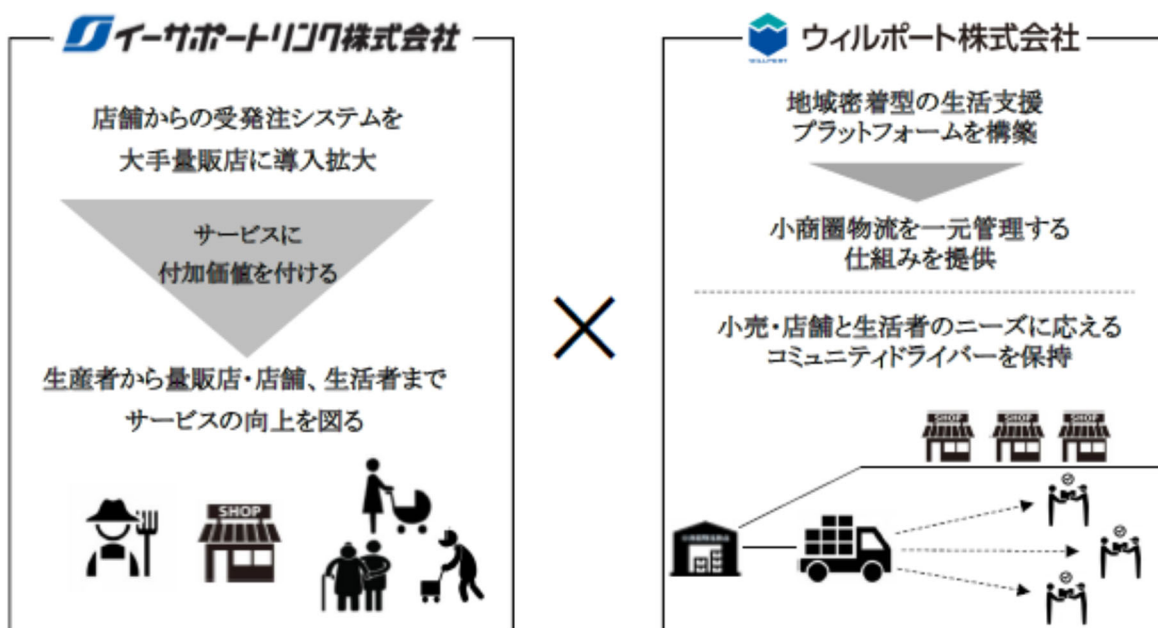 イーサポートリンク株式会社
店舗からの受発注システムを
大手量販店に導入拡大
サービスに
付加価値を付ける
生産者から量販店・店舗、生活者まで
サービスの向上を図る
SHOP
×
WILLPORT
ウィルポート株式会社
地域密着型の生活支援
プラットフォームを構築
小商圏物流を一元管理する
仕組みを提供
小売・店舗と生活者のニーズに応える
コミュニティドライバーを保持
SHOP
SHOP
SHOP